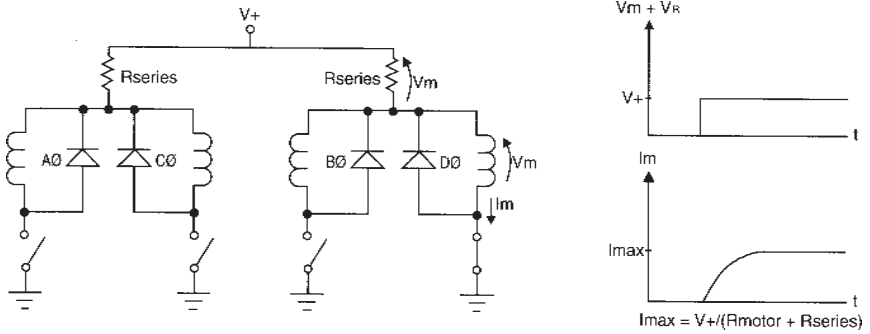 V+
Rseries
Rseries
Vm
AØ
CØ
BØ
DØ
Vm
Im
Vm + VR
V+
t
Im
Imax
t
Imax = V+/(Rmotor + Rseries)